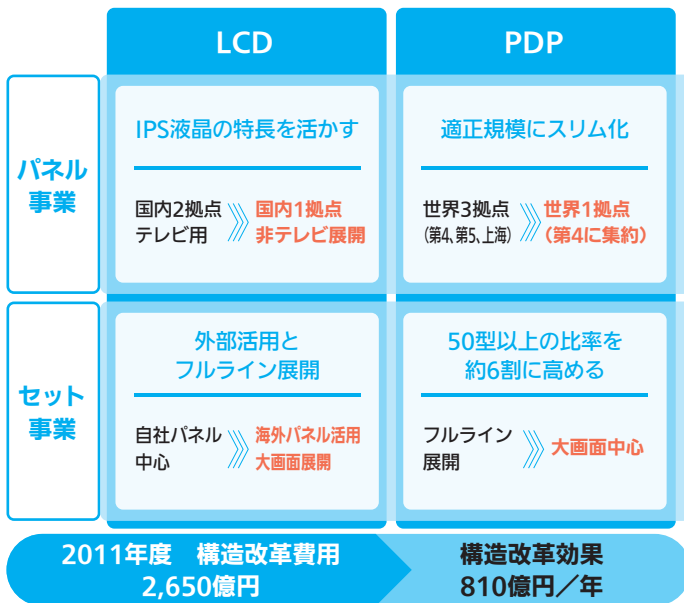 LCD
PDP
パネル
事業
IPS液晶の特長を活かす
国内2拠点
テレビ用
国内1拠点
非テレビ展開
適正規模にスリム化
世界3拠点
(第4、第5、上海)
世界1拠点
(第4に集約)
セット
事業
外部活用と
フルライン展開
自社パネル
中心
海外パネル活用
大画面展開
50型以上の比率を
約6割に高める
フルライン
展開
大画面中心
2011年度　構造改革費用
2,650億円
構造改革効果
810億円／年